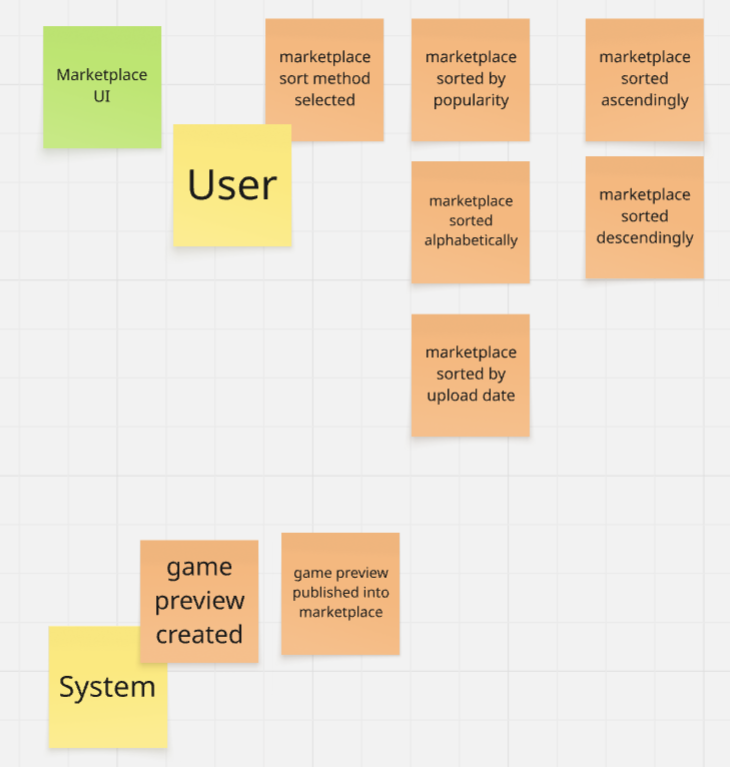 Marketplace
UI
User
marketplace
sort method
selected
marketplace
sorted by
popularity
marketplace
sorted
ascendingly
marketplace
sorted
alphabetically
marketplace
sorted
descendingly
marketplace
sorted by
upload date
game
preview
created
game preview
published into
marketplace
System